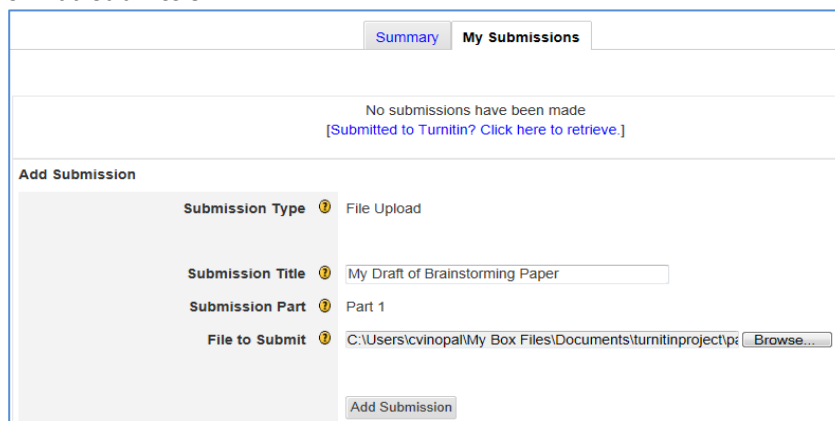 Summary My Submissions
No submissions have been made
[Submitted to Turnitin? Click here to retrieve.]
Add Submission
Submission Type ? File Upload
Submission Title ? My Draft of Brainstorming Paper
Submission Part ? Part 1
File to Submit ? C:\Users\cvinopal\My Box Files\Documents\turnitinproject\pa Browse...
Add Submission